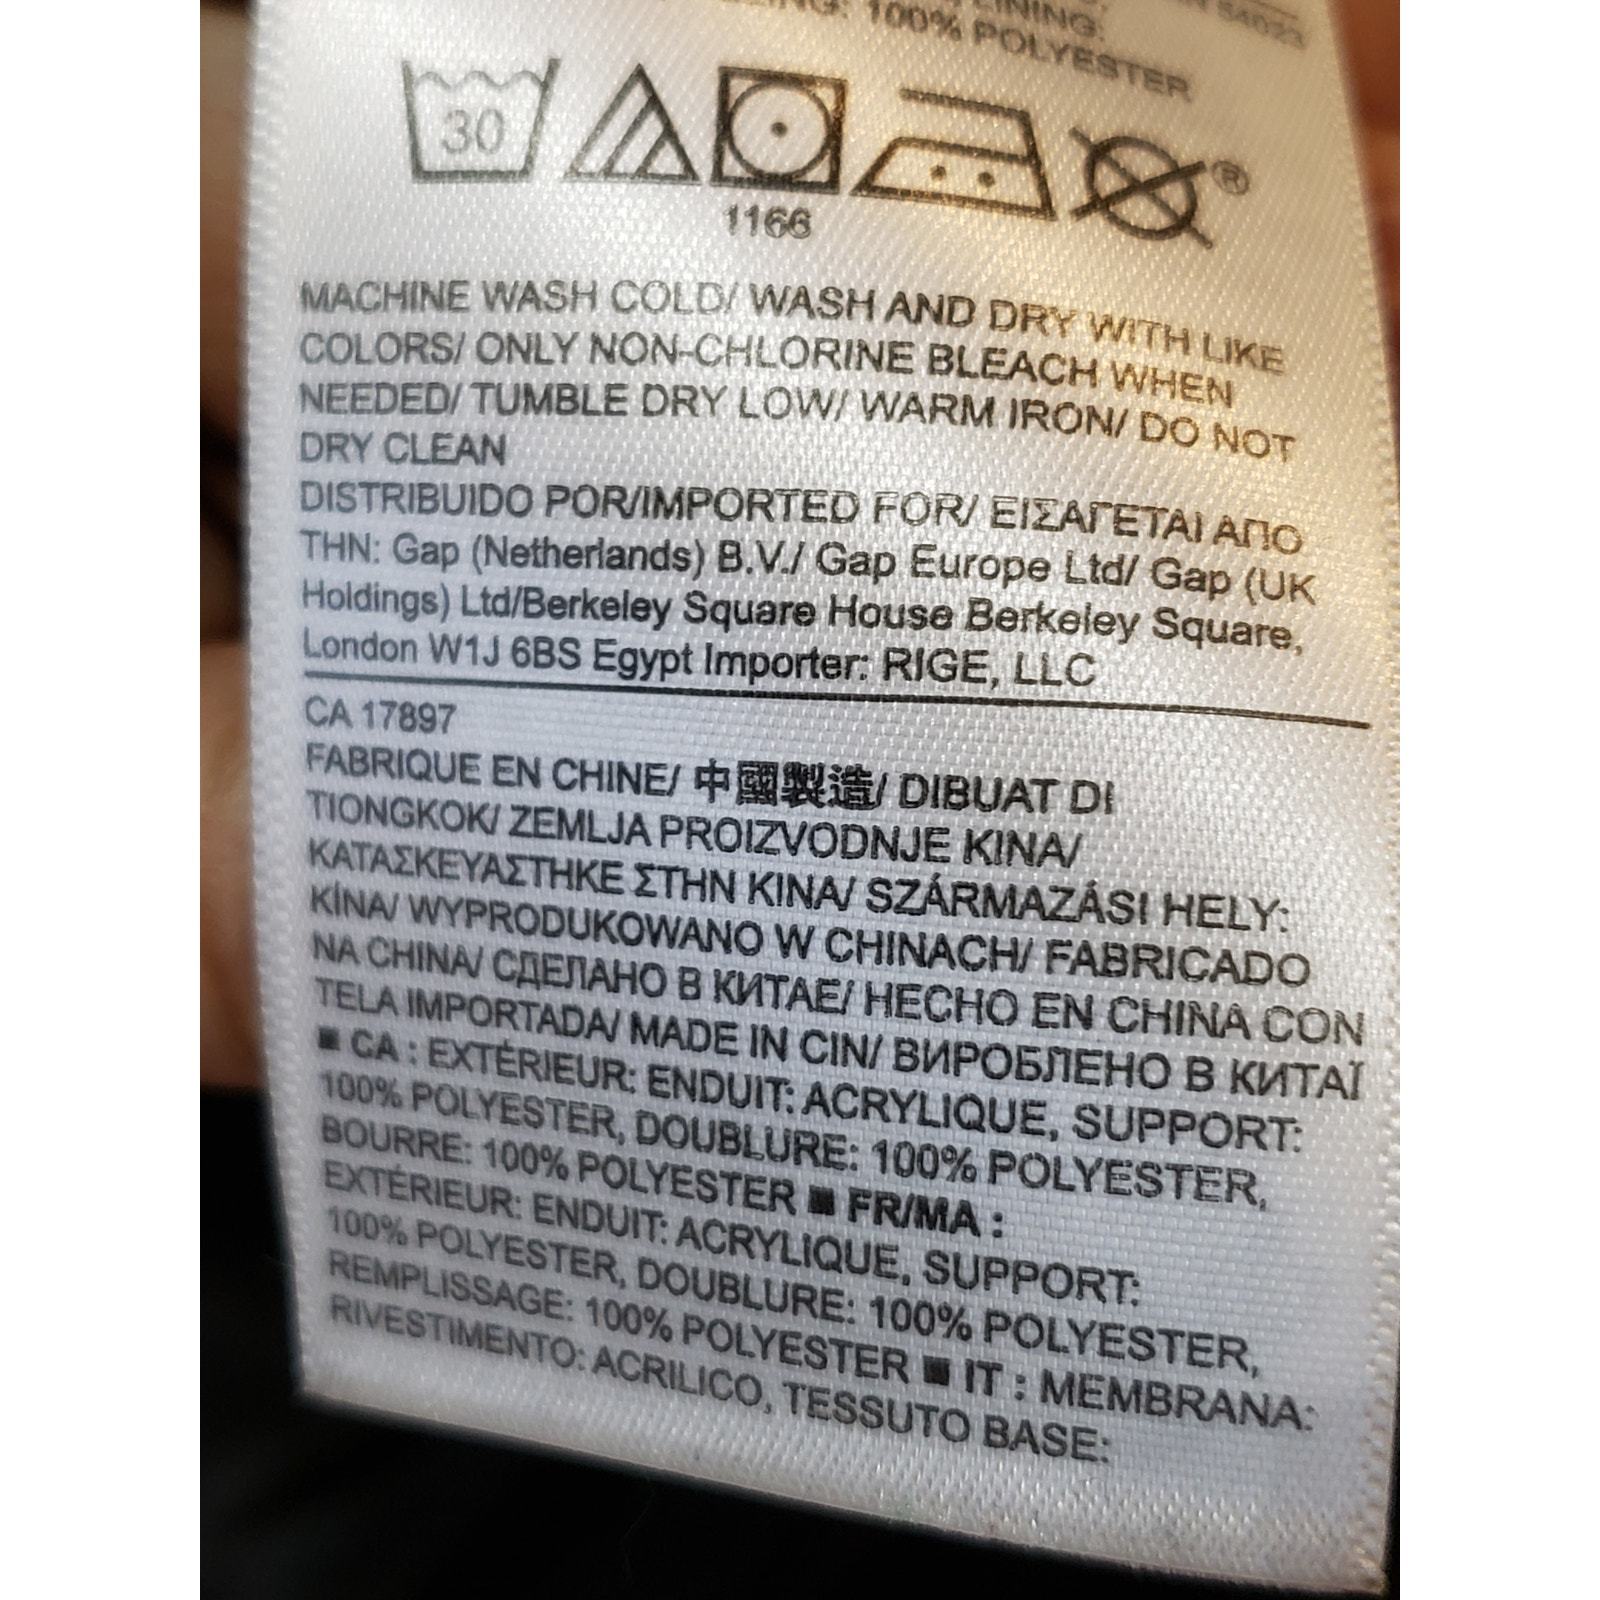 LINING:
100% POLYESTER
30
®
1166
MACHINE WASH COLD/ WASH AND DRY WITH LIKE
COLORS/ ONLY NON-CHLORINE BLEACH WHEN
NEEDED/ TUMBLE DRY LOW/ WARM IRON/ DO NOT
DRY CLEAN
DISTRIBUIDO POR/IMPORTED FOR/ ΕΙΣΑΓΕΤΑΙ ΑΠΟ
THN: Gap (Netherlands) B.V./ Gap Europe Ltd/ Gap (UK
Holdings) Ltd/Berkeley Square House Berkeley Square,
London W1J 6BS Egypt Importer: RIGE, LLC
CA 17897
FABRIQUE EN CHINE/ 中國製造/ DIBUAT DI
TIONGKOK/ ZEMLJA PROIZVODNJE KINA/
ΚΑΤΑΣΚΕΥΑΣΤΗΚΕ ΣΤΗΝ ΚΙΝΑ/ SZÁRMAZÁSI HELY:
KÍNA/ WYPRODUKOWANO W CHINACH/ FABRICADO
NA CHINA/ СДЕЛАНО В КИТАЕ/ HECHO EN CHINA CON
TELA IMPORTADA/ MADE IN CIN/ ВИРОБЛЕНО В КИТАЇ
■ CA : EXTÉRIEUR: ENDUIT: ACRYLIQUE, SUPPORT:
100% POLYESTER, DOUBLURE: 100% POLYESTER,
BOURRE: 100% POLYESTER ■ FR/MA :
EXTÉRIEUR: ENDUIT: ACRYLIQUE, SUPPORT:
100% POLYESTER, DOUBLURE: 100% POLYESTER,
REMPLISSAGE: 100% POLYESTER ■ IT : MEMBRANA:
RIVESTIMENTO: ACRILICO, TESSUTO BASE: